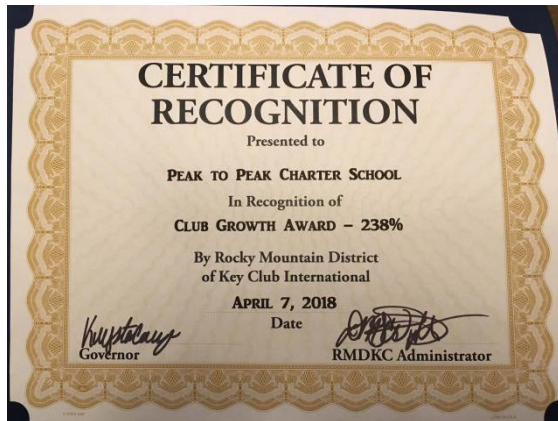 CERTIFICATE OF
RECOGNITION
Presented to
PEAK TO PEAK CHARTER SCHOOL
In Recognition of
CLUB GROWTH AWARD – 238%
By Rocky Mountain District
of Key Club International
APRIL 7, 2018
Date
Governor
RMDKC Administrator